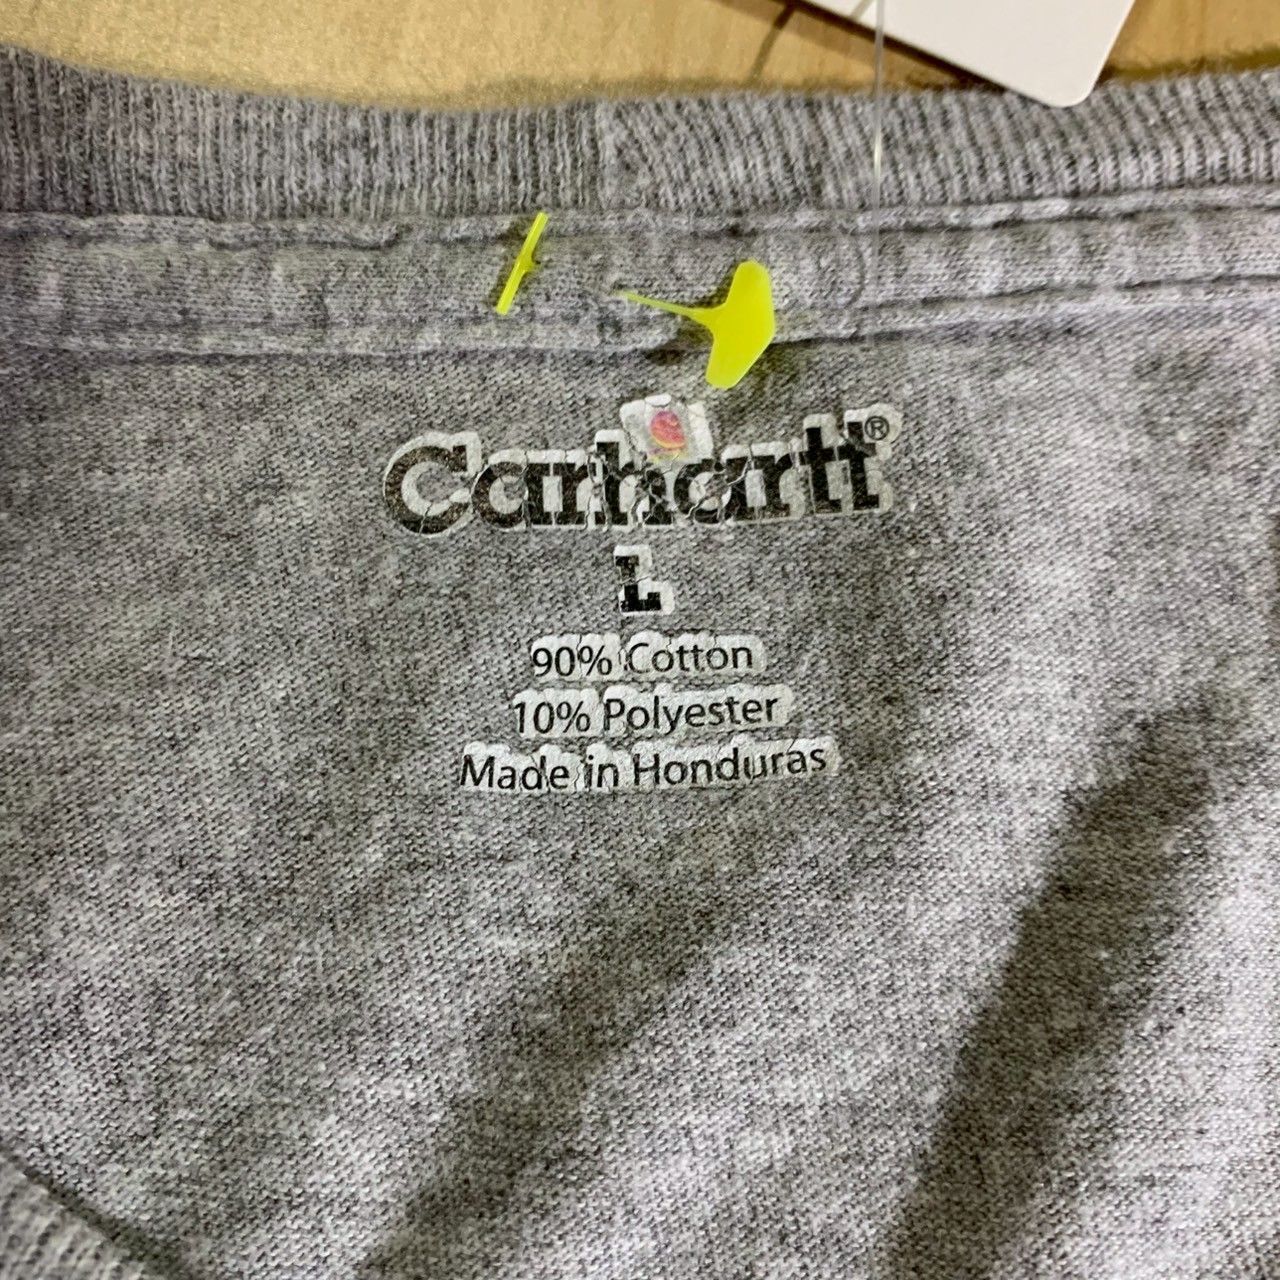 Carhartt®
L
90% Cotton
10% Polyester
Made in Honduras